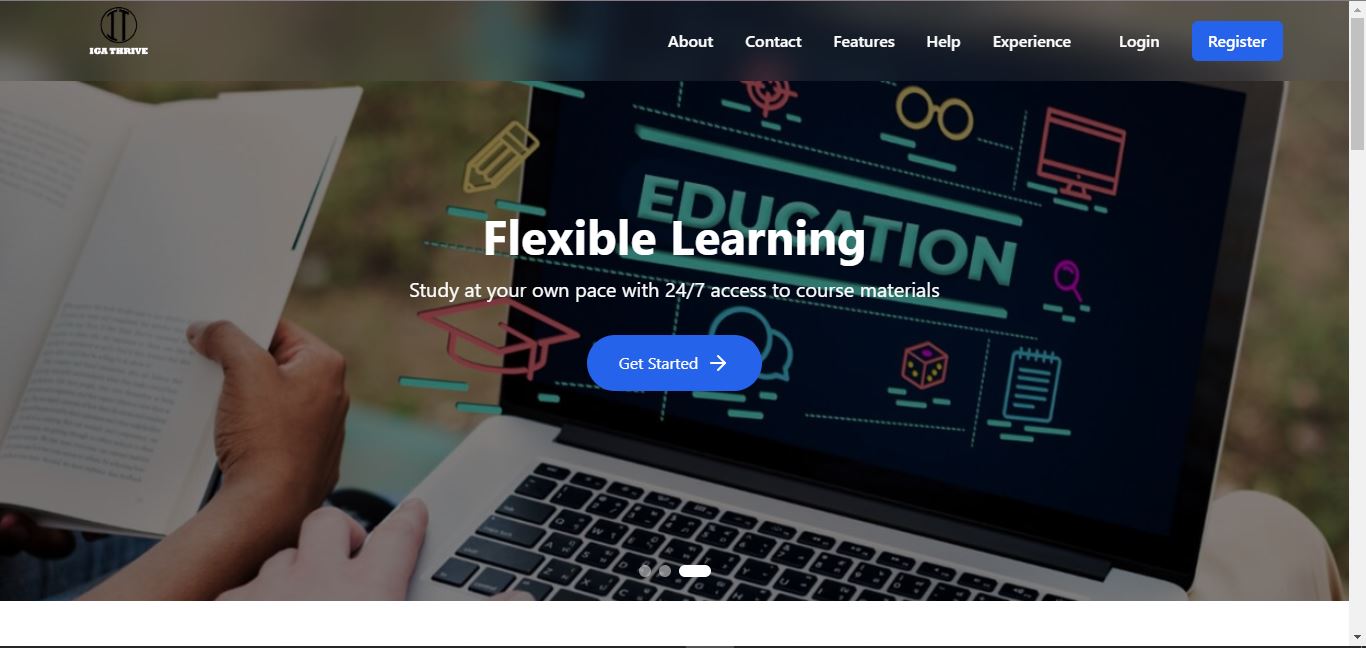 IGA THRIVE
About Contact Features Help Experience Login Register
EDUCATION
Flexible Learning
Study at your own pace with 24/7 access to course materials
Get Started